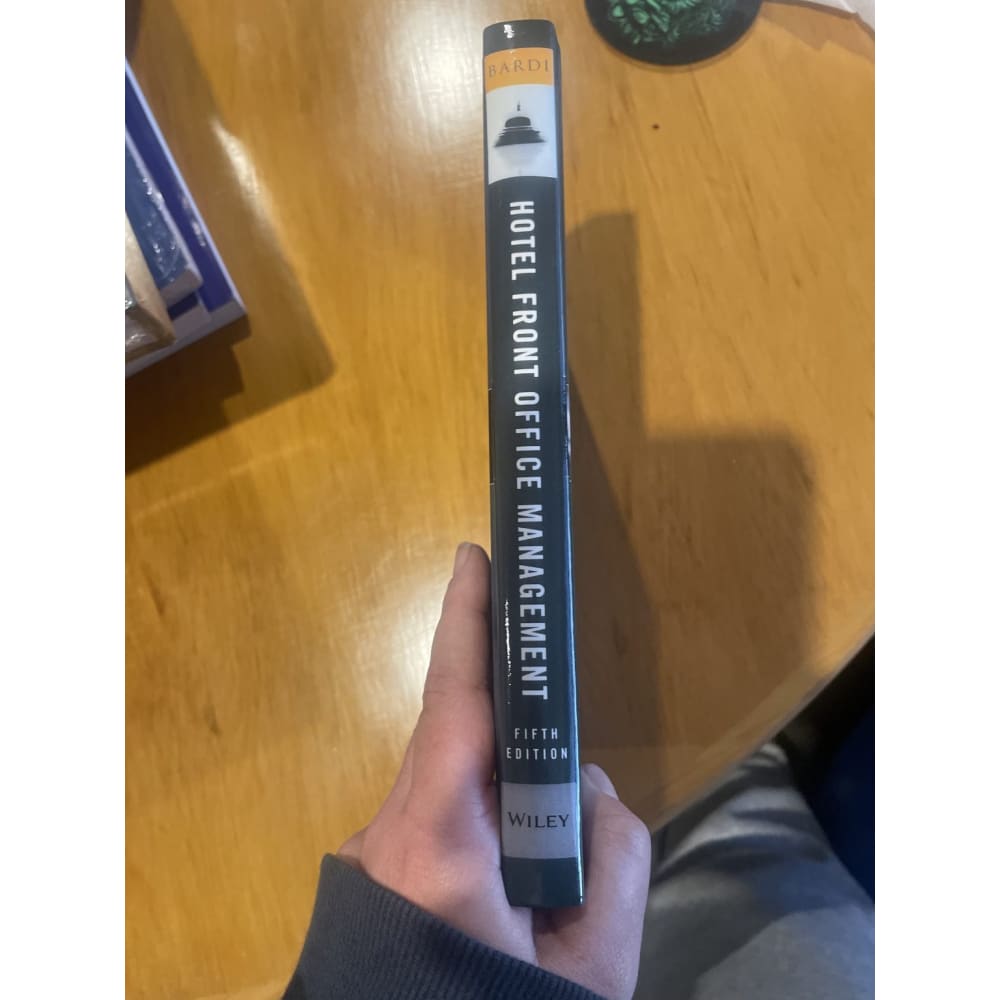 BARDI
HOTEL FRONT OFFICE MANAGEMENT
FIFTH
EDITION
WILEY